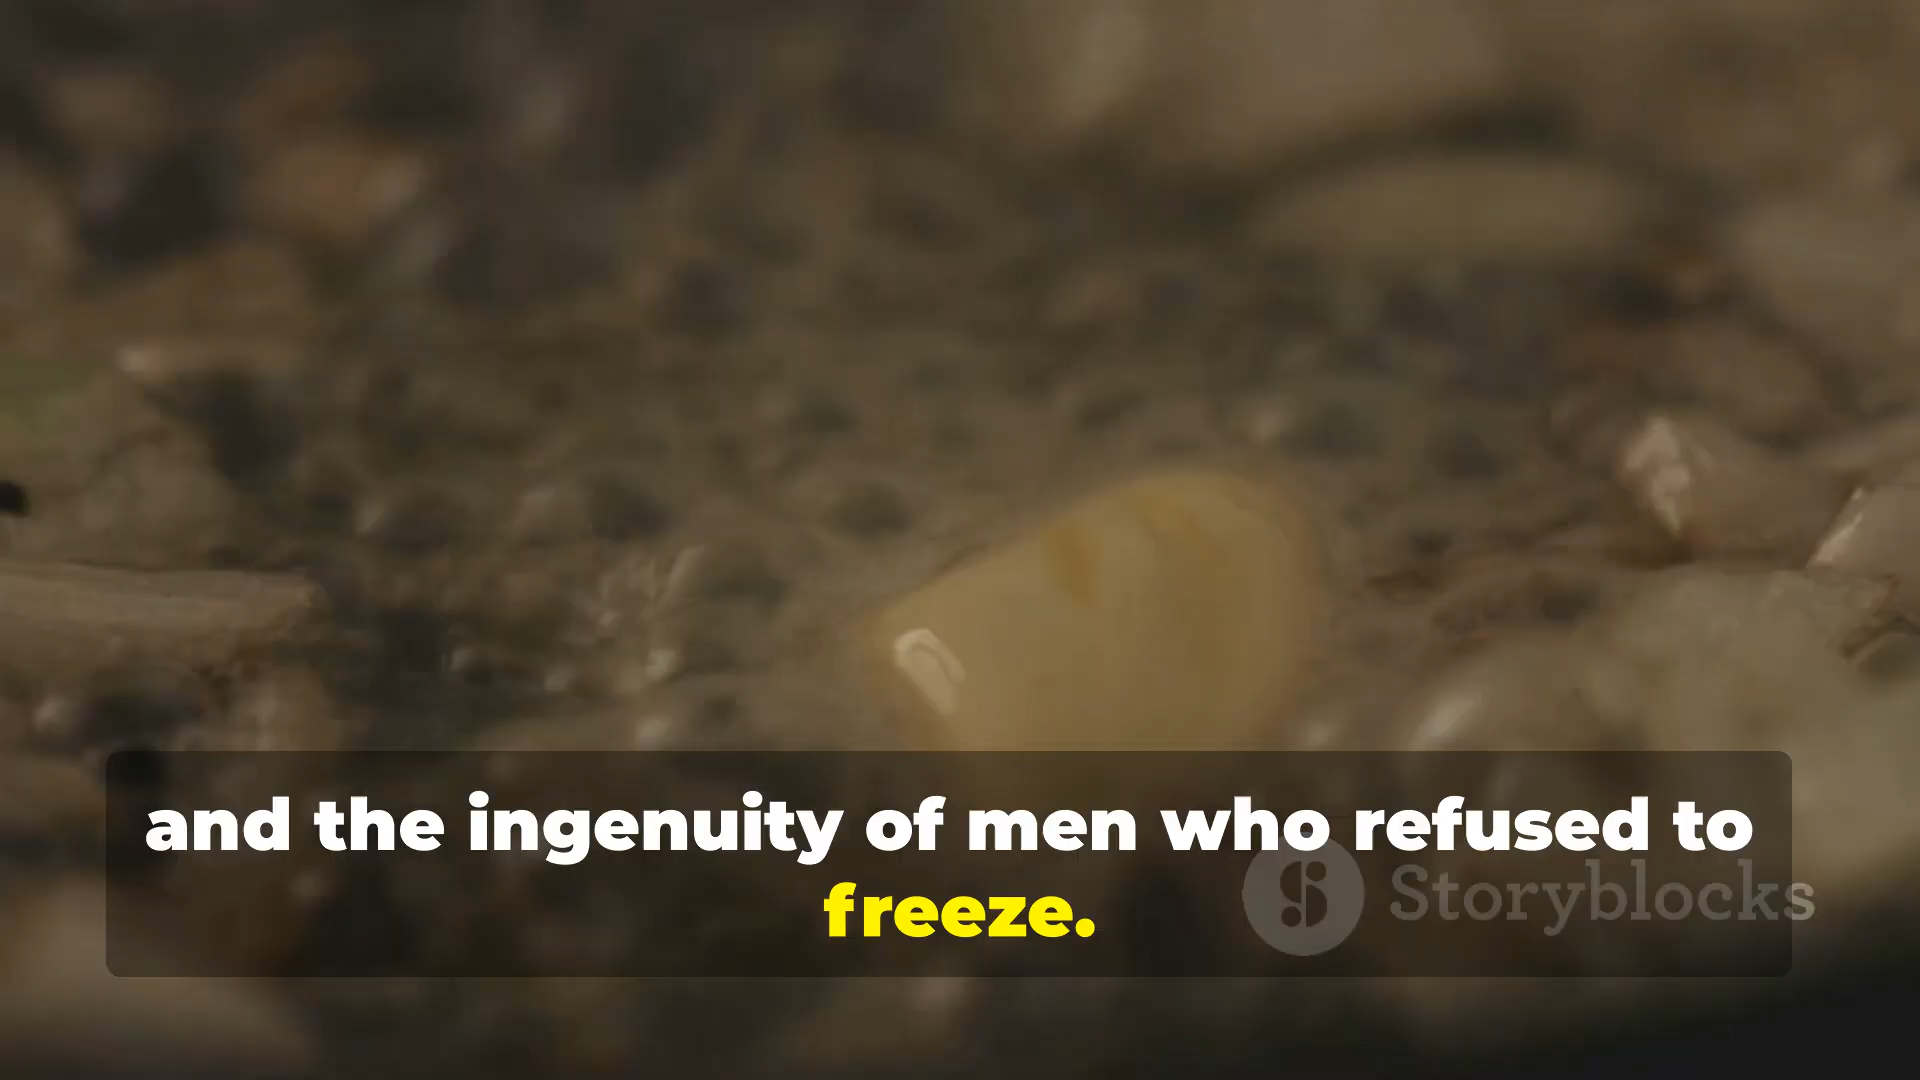 and the ingenuity of men who refused to
freeze.
Storyblocks